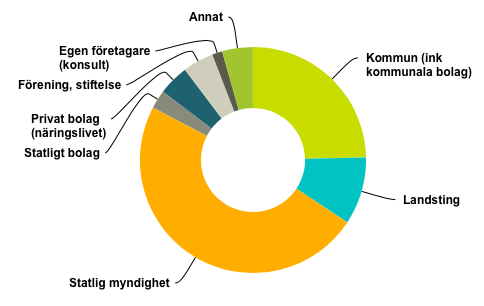 Annat
Egen företagare
(konsult)
Förening, stiftelse
Privat bolag
(näringslivet)
Statligt bolag
Statlig myndighet
Kommun (ink
kommunala bolag)
Landsting